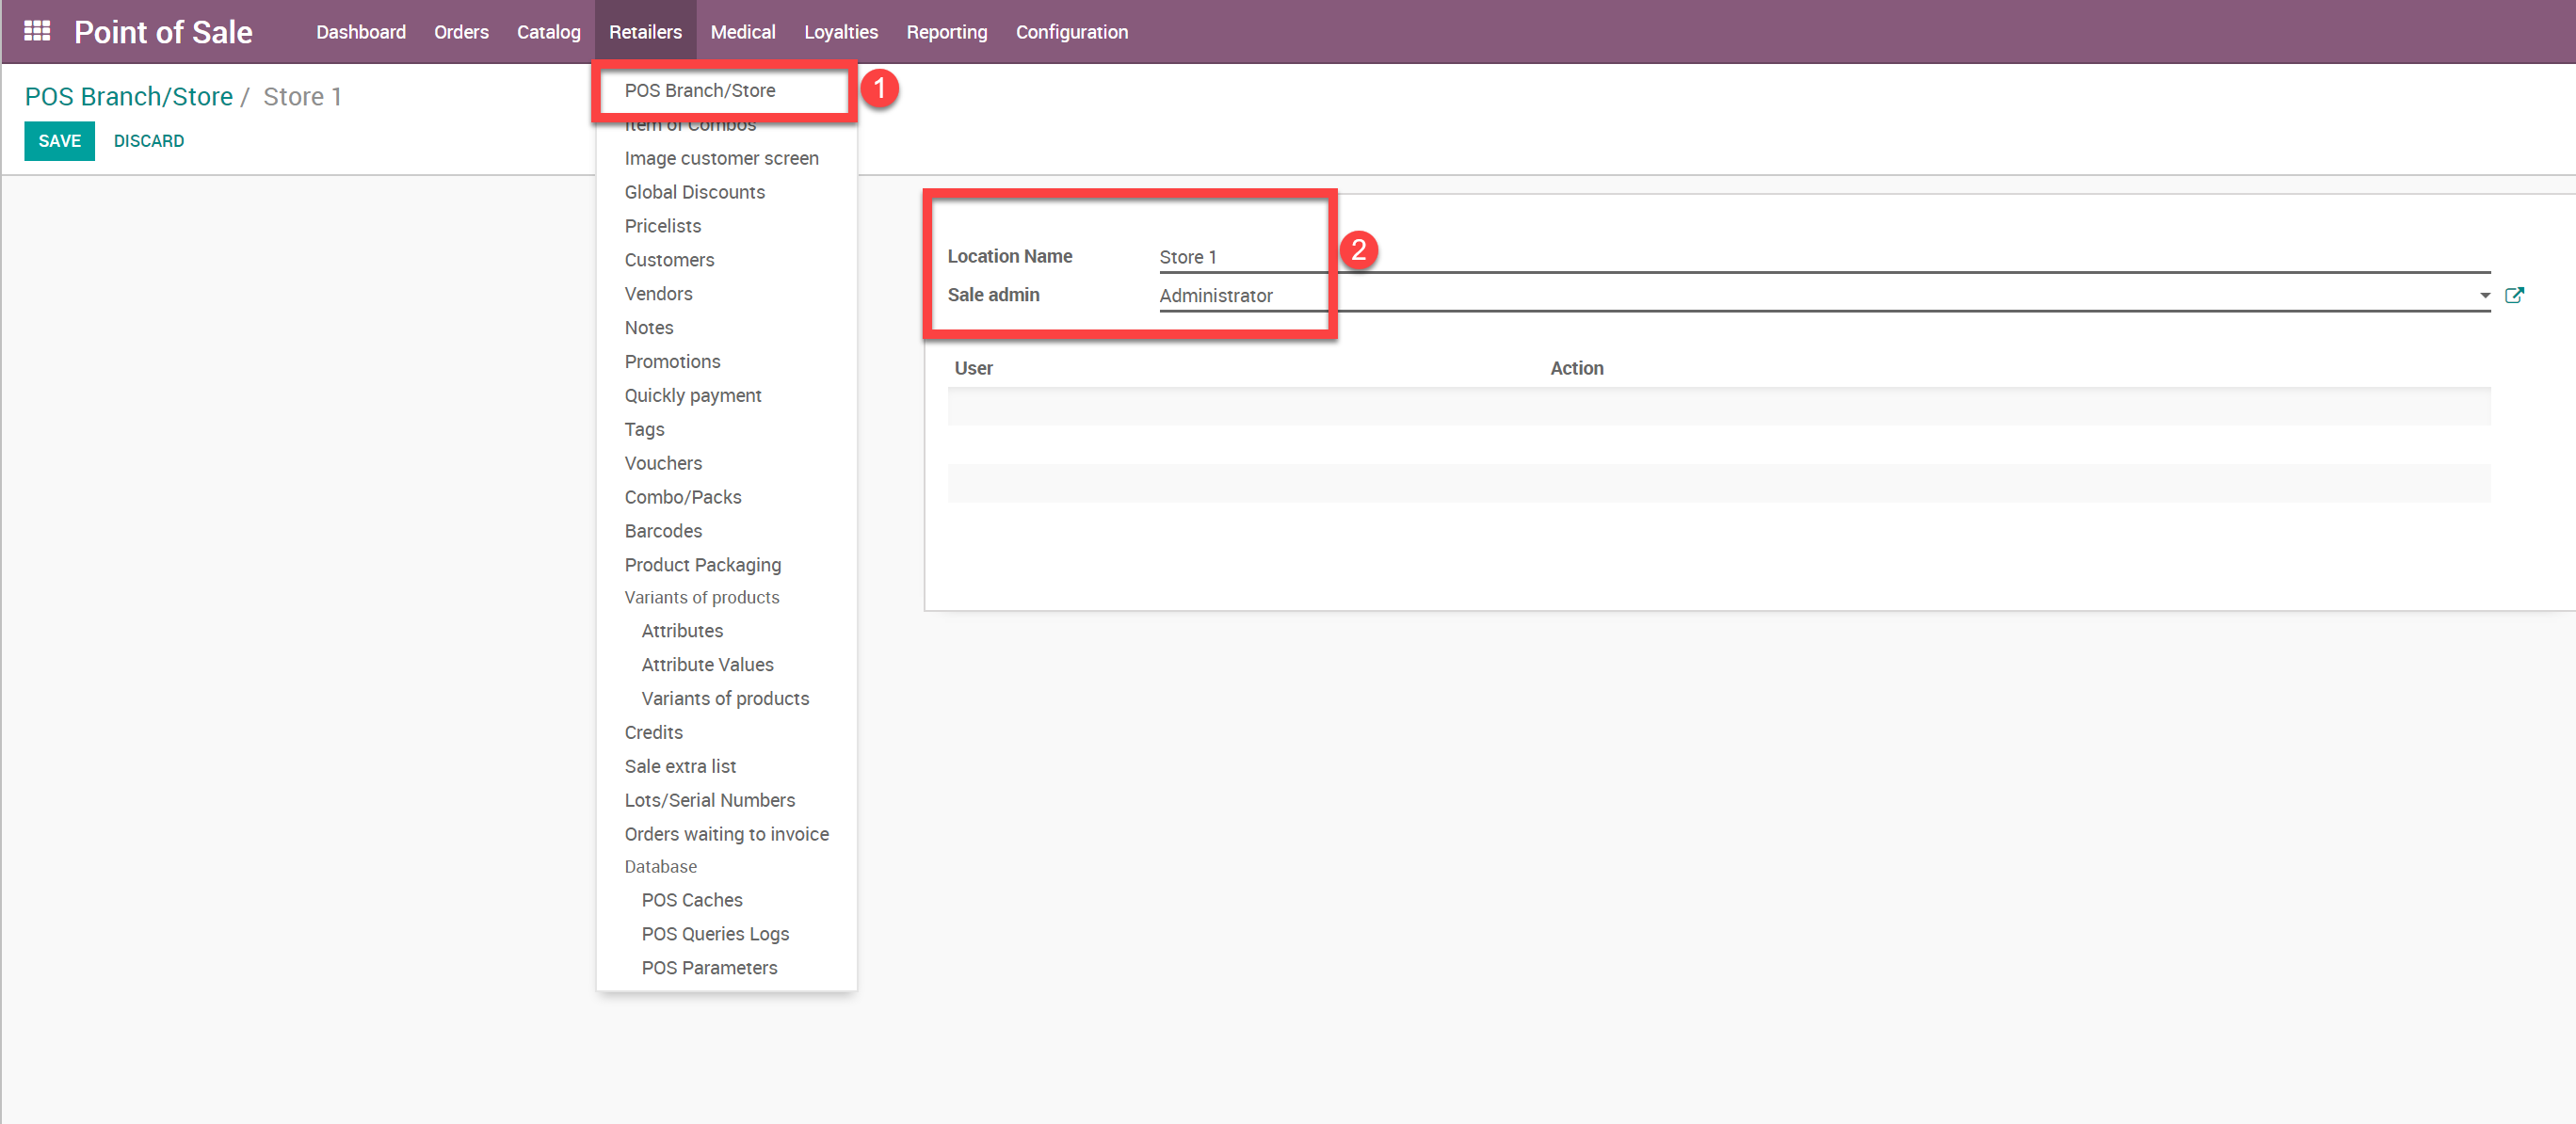 Point of Sale Dashboard Orders Catalog Retailers Medical Loyalties Reporting Configuration
POS Branch/Store / Store 1
SAVE DISCARD
POS Branch/Store 1
Item of Combos
Image customer screen
Global Discounts
Pricelists
Customers
Vendors
Notes
Promotions
Quickly payment
Tags
Vouchers
Combo/Packs
Barcodes
Product Packaging
Variants of products
Attributes
Attribute Values
Variants of products
Credits
Sale extra list
Lots/Serial Numbers
Orders waiting to invoice
Database
POS Caches
POS Queries Logs
POS Parameters
Location Name Store 1 2
Sale admin Administrator
User Action